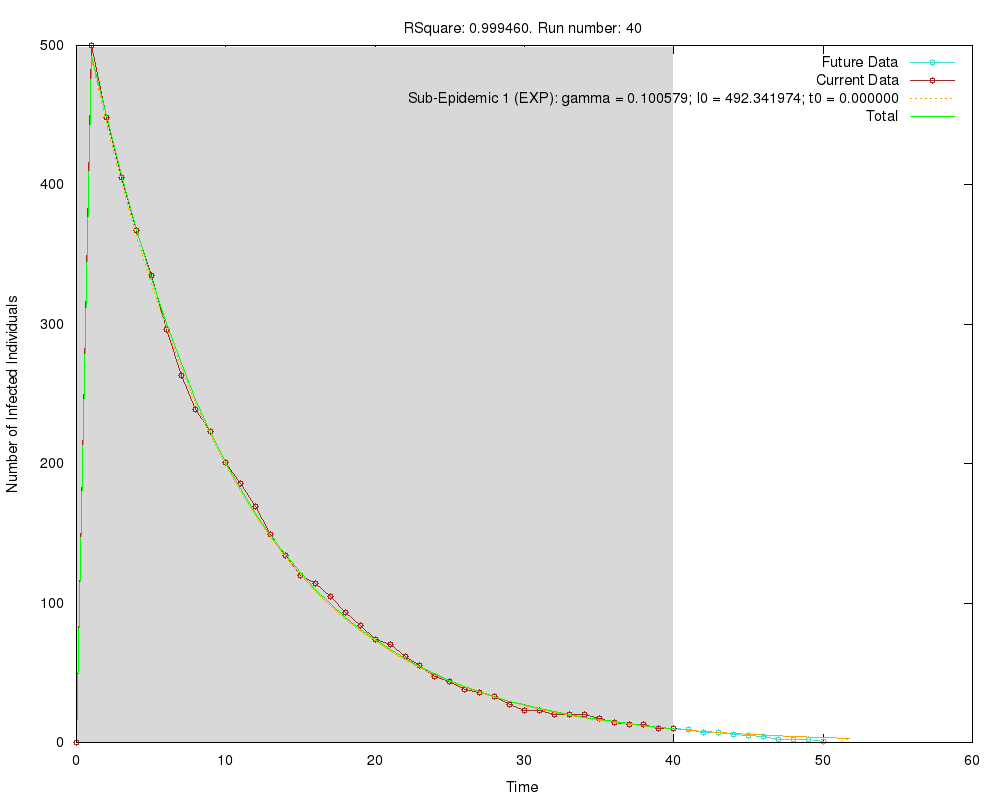 RSquare: 0.999460. Run number: 40
Future Data
Current Data
Sub-Epidemic 1 (EXP): gamma = 0.100579; I0 = 492.341974; t0 = 0.000000
Total
500
400
300
200
100
0
Number of Infected Individuals
0 10 20 30 40 50 60
Time